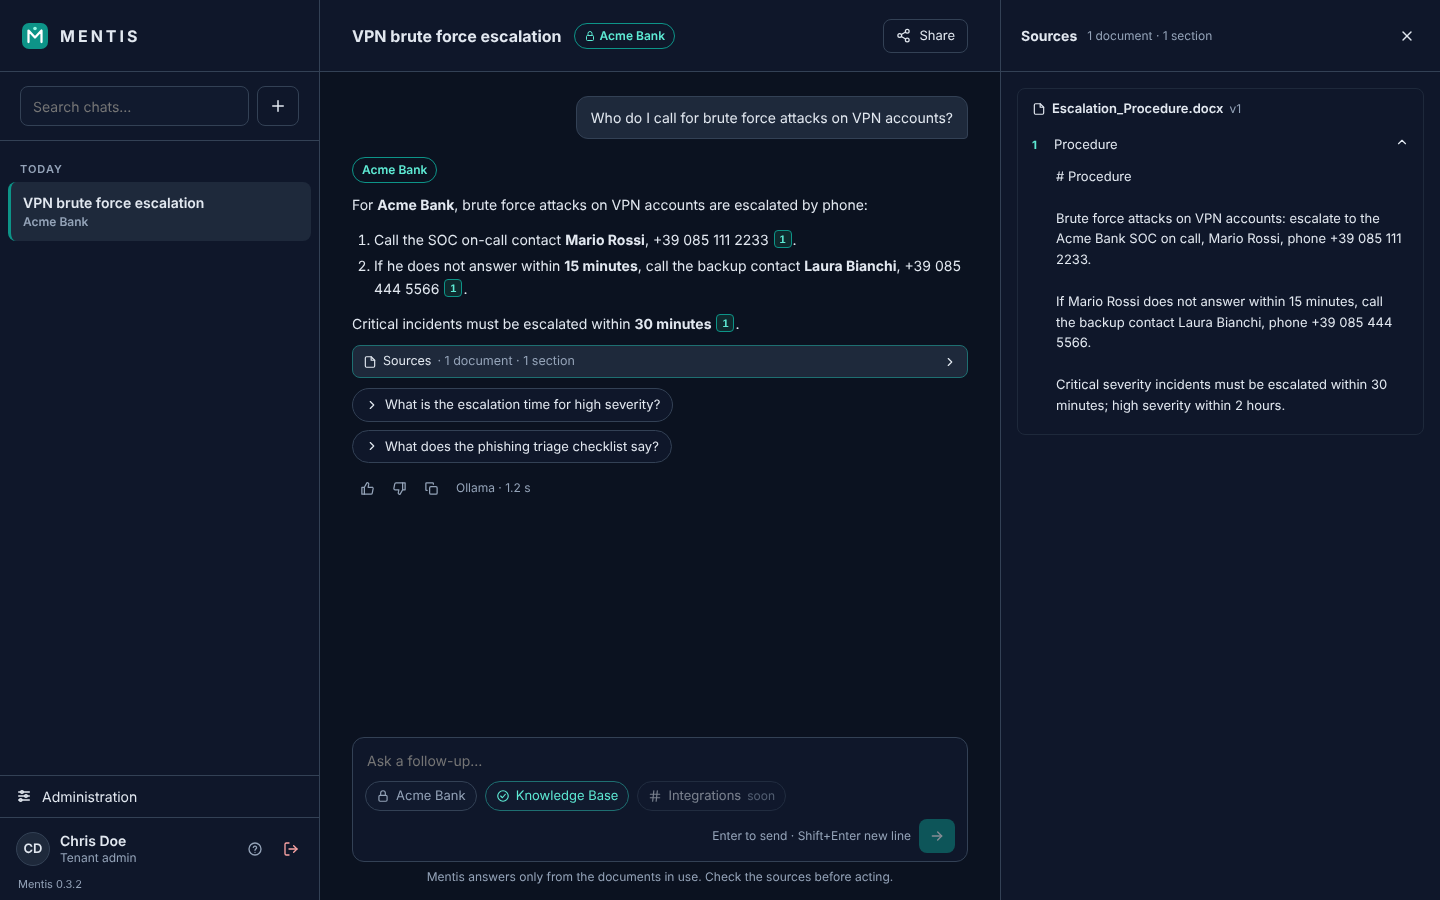 MENTIS
Search chats...
TODAY
VPN brute force escalation
Acme Bank
Administration
CD
Chris Doe
Tenant admin
Mentis 0.3.2
VPN brute force escalation
Acme Bank
Share
Who do I call for brute force attacks on VPN accounts?
Acme Bank
For Acme Bank, brute force attacks on VPN accounts are escalated by phone:
1. Call the SOC on-call contact Mario Rossi, +39 085 111 2233 1.
2. If he does not answer within 15 minutes, call the backup contact Laura Bianchi, +39 085
444 5566 1.
Critical incidents must be escalated within 30 minutes 1.
Sources · 1 document · 1 section
What is the escalation time for high severity?
What does the phishing triage checklist say?
Ollama · 1.2 s
Ask a follow-up...
Acme Bank
Knowledge Base
Integrations soon
Enter to send · Shift+Enter new line
Mentis answers only from the documents in use. Check the sources before acting.
Sources 1 document · 1 section
Escalation_Procedure.docx v1
1 Procedure
# Procedure
Brute force attacks on VPN accounts: escalate to the
Acme Bank SOC on call, Mario Rossi, phone +39 085 111
2233.
If Mario Rossi does not answer within 15 minutes, call
the backup contact Laura Bianchi, phone +39 085 444
5566.
Critical severity incidents must be escalated within 30
minutes; high severity within 2 hours.